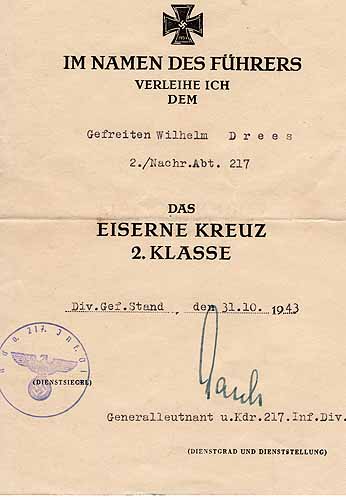 IM NAMEN DES FÜHRERS
VERLEIHE ICH
DEM
Gefreiten Wilhelm Drees
2./Nachr.Abt. 217
DAS
EISERNE KREUZ
2. KLASSE
Div.Gef.Stand, den 31.10. 1943
(DIENSTSIEGEL)
Generalleutnant u.Kdr.217.Inf.Div.
(DIENSTGRAD UND DIENSTSTELLUNG)